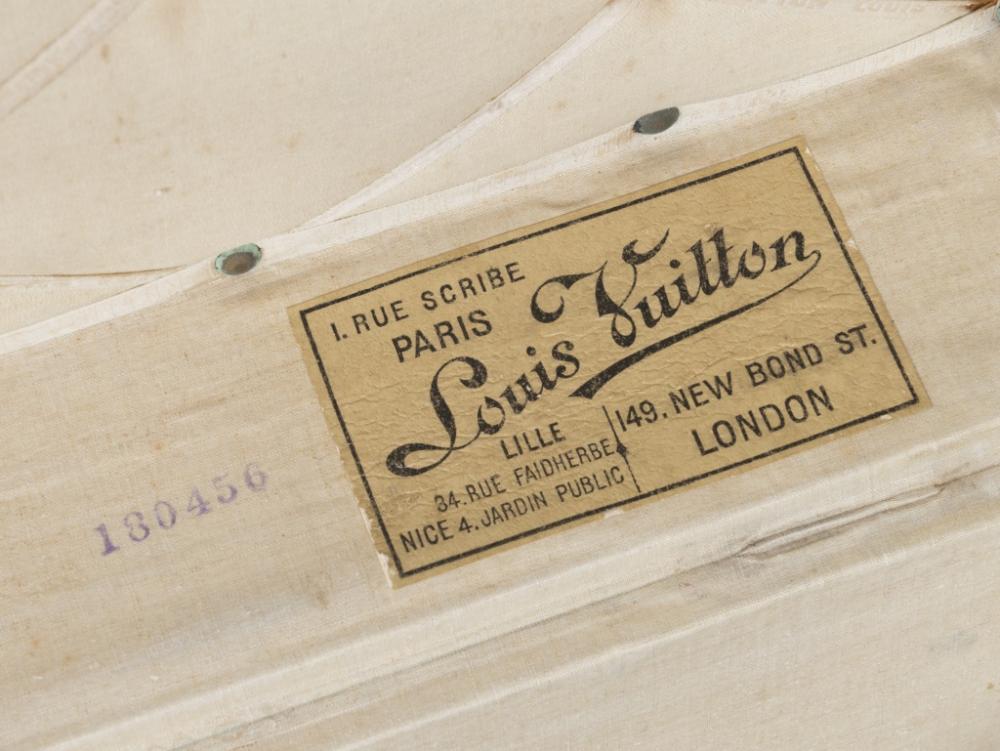 1. RUE SCRIBE
PARIS
Louis Vuitton
LILLE
34. RUE FAIDHERBE
NICE 4. JARDIN PUBLIC
149. NEW BOND ST.
LONDON
180456